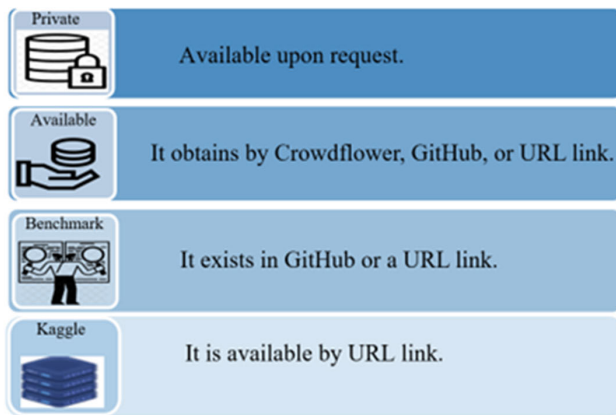 Private
Available upon request.
Available
It obtains by Crowdflower, GitHub, or URL link.
Benchmark
It exists in GitHub or a URL link.
Kaggle
It is available by URL link.